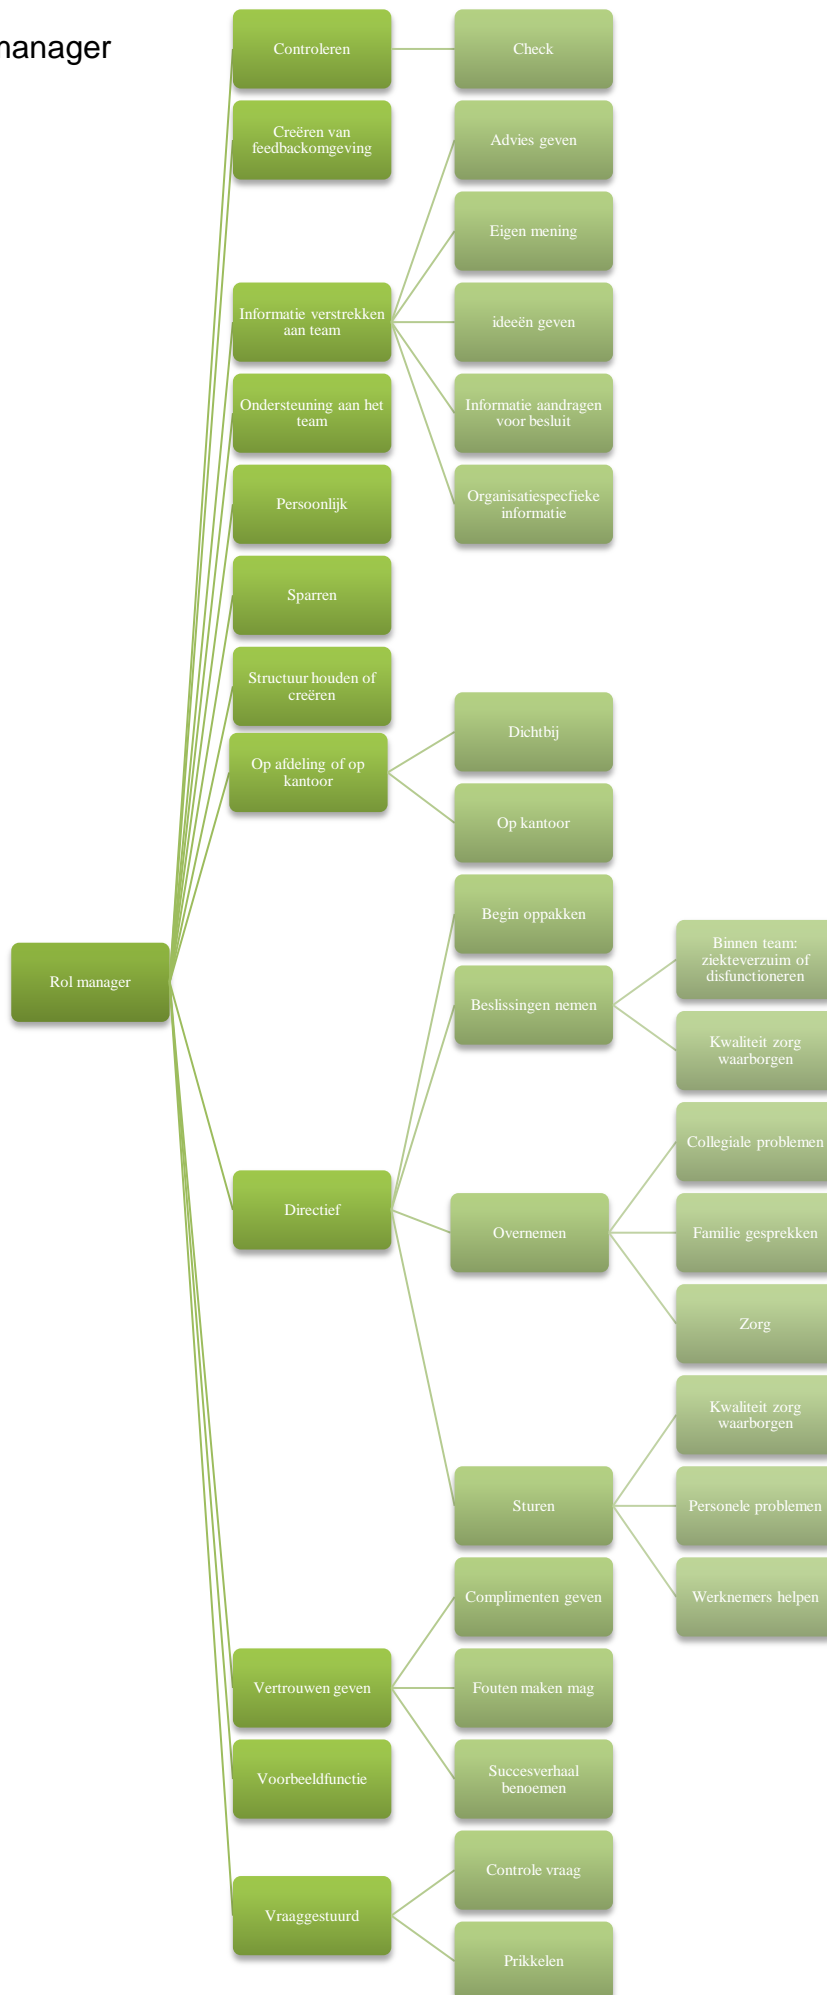 manager
Controleren
Check
Creëren van
feedbackomgeving
Advies geven
Eigen mening
Informatie verstrekken
aan team
ideeën geven
Ondersteuning aan het
team
Informatie aandragen
voor besluit
Persoonlijk
Organisatiespecfieke
informatie
Sparren
Structuur houden of
creëren
Op afdeling of op
kantoor
Dichtbij
Op kantoor
Rol manager
Directief
Begin oppakken
Beslissingen nemen
Binnen team:
ziekteverzuim of
disfunctioneren
Kwaliteit zorg
waarborgen
Overnemen
Collegiale problemen
Familie gesprekken
Zorg
Sturen
Kwaliteit zorg
waarborgen
Personele problemen
Werknemers helpen
Vertrouwen geven
Complimenten geven
Fouten maken mag
Succesverhaal
benoemen
Voorbeeldfunctie
Vraaggestuurd
Controle vraag
Prikkelen